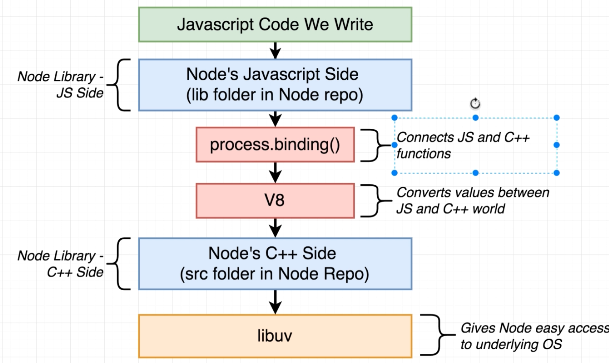 Javascript Code We Write
Node Library -
JS Side
Node's Javascript Side
(lib folder in Node repo)
process.binding()
Connects JS and C++
functions
V8
Converts values between
JS and C++ world
Node Library -
C++ Side
Node's C++ Side
(src folder in Node Repo)
libuv
Gives Node easy access
to underlying OS